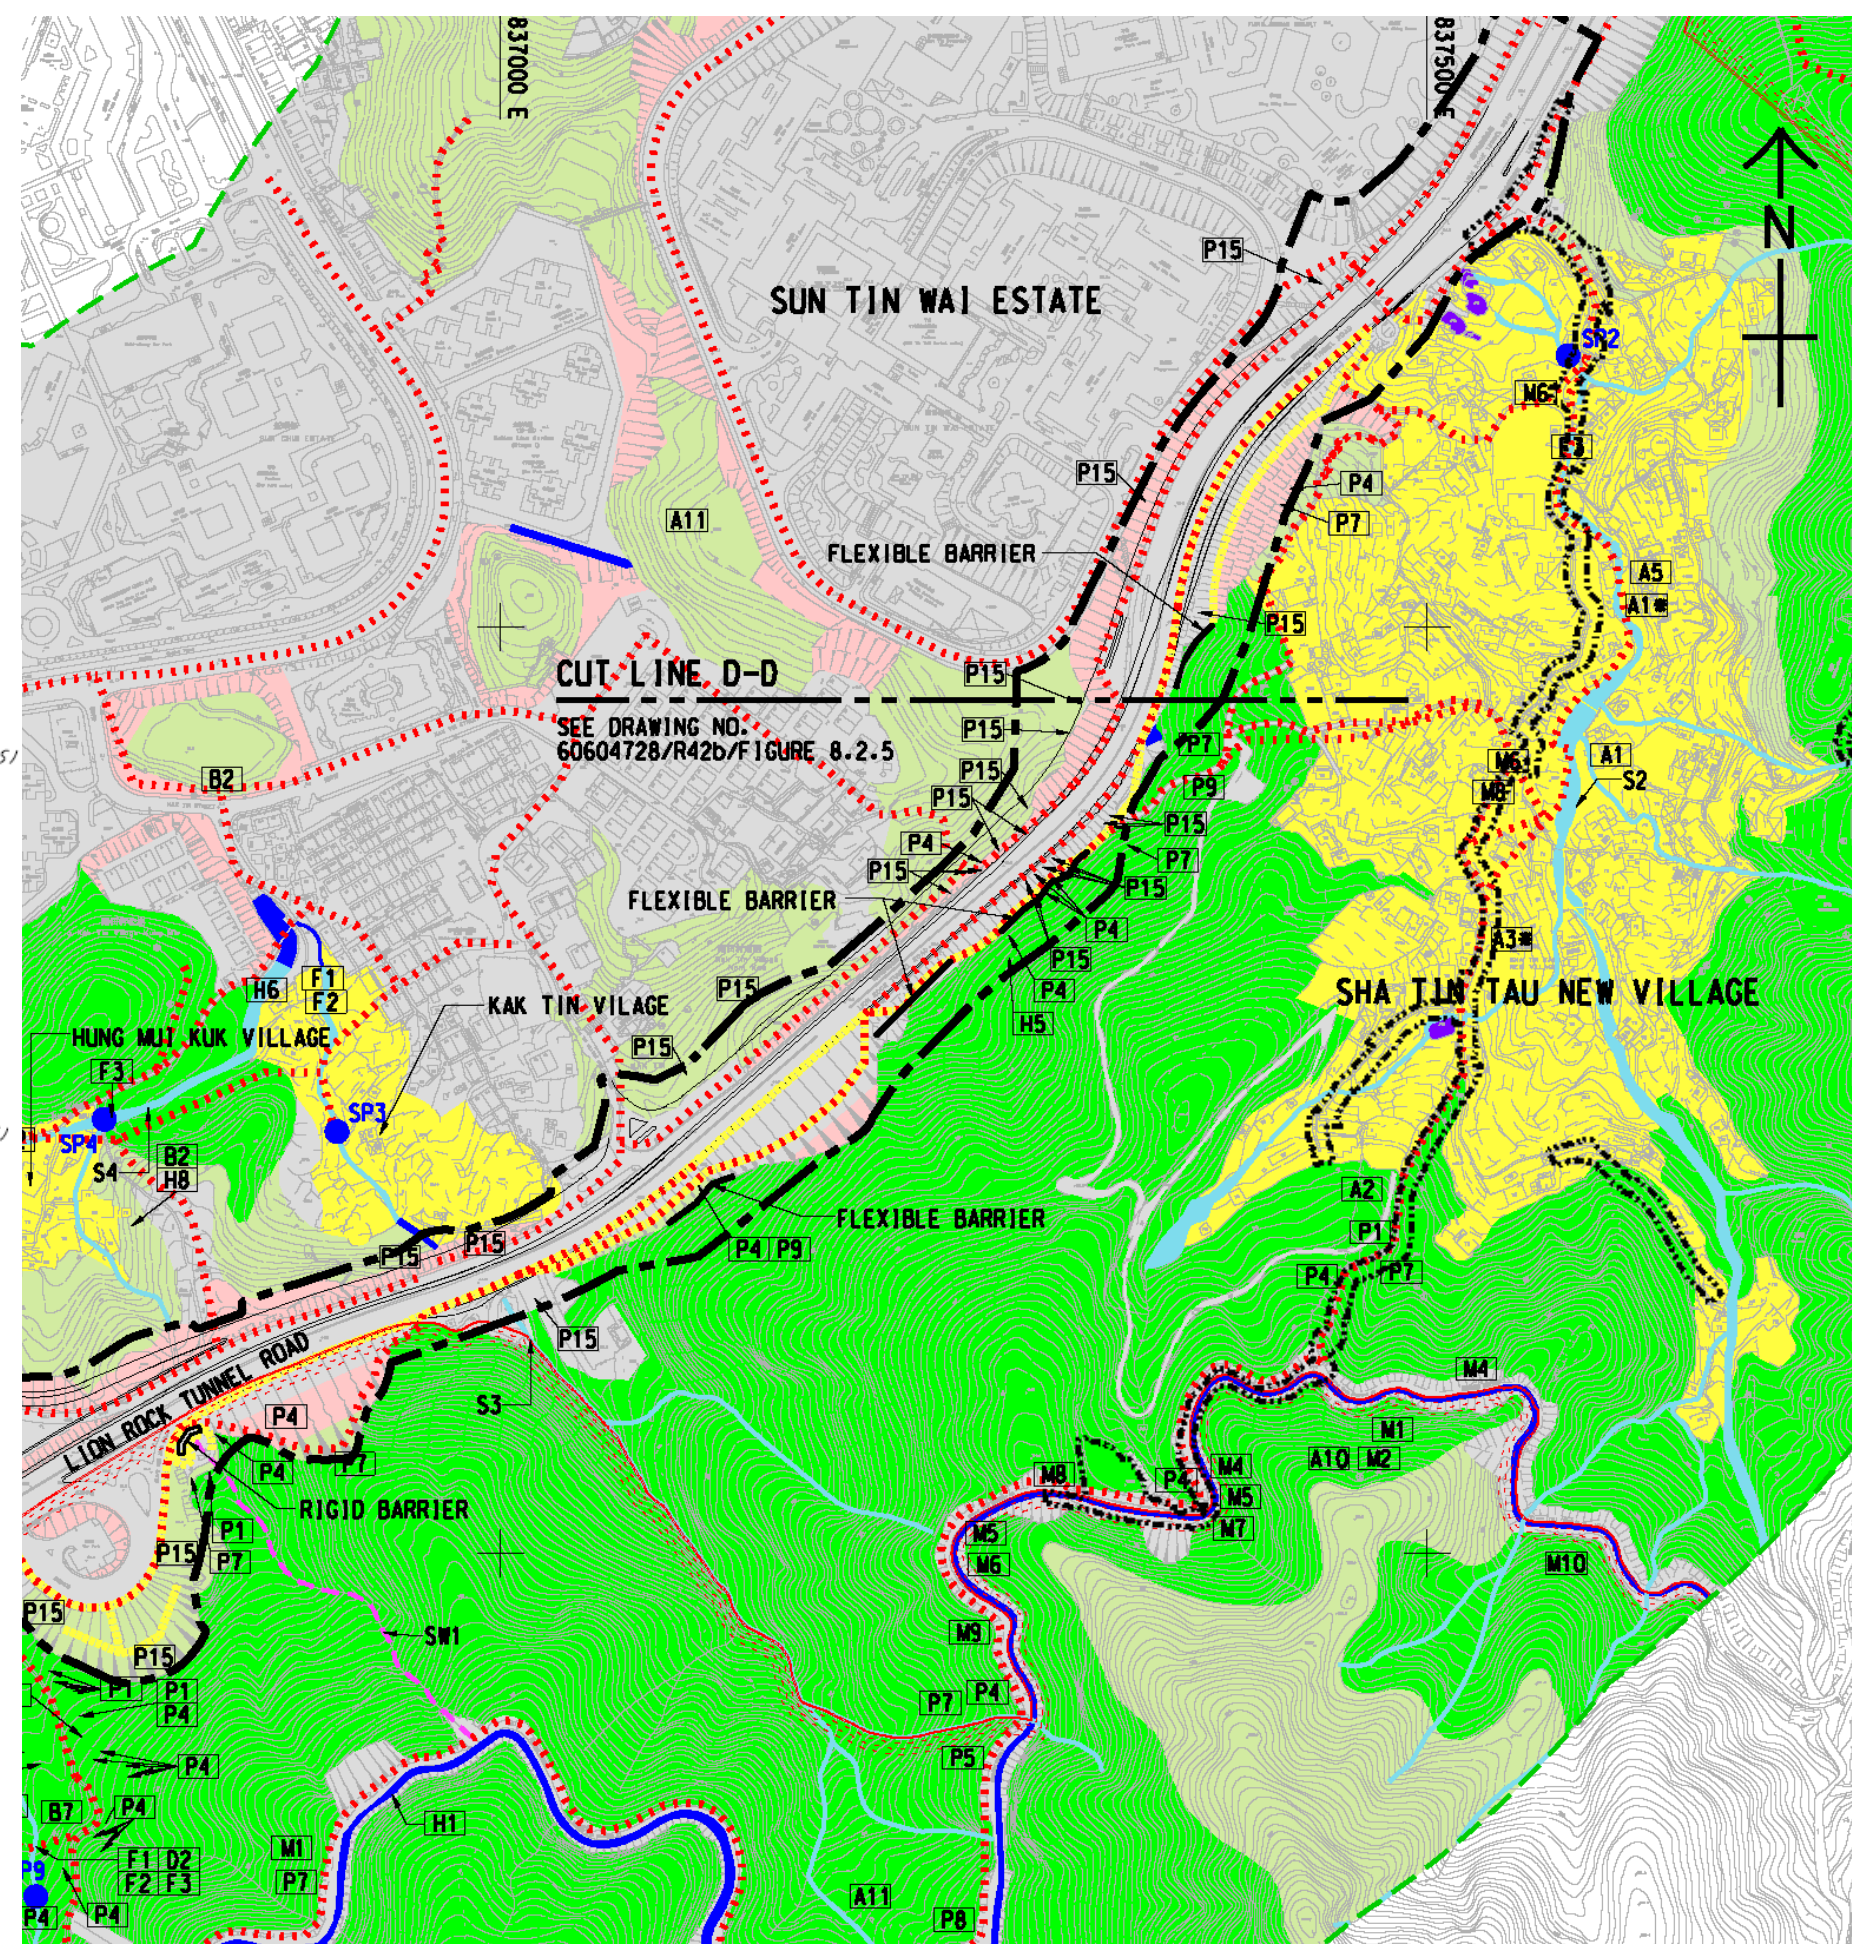 837000 E
837500 E
N
P15
SUN TIN WAI ESTATE
SP2
M6
F3
P15
P4
A11
P7
FLEXIBLE BARRIER
A5
A1*
P15
CUT LINE D-D
P15
SEE DRAWING NO.
60604728/R42b/FIGURE 8.2.5
P15
P7
A1
M6
S2
B2
P15
P9
M8
P15
P15
P4
P7
P15
P15
FLEXIBLE BARRIER
P4
A3*
P15
F1
H6
P15
P4
F2
SHA TIN TAU NEW VILLAGE
KAK TIN VILAGE
H5
HUNG MUI KUK VILLAGE
P15
F3
SP3
SP4
B2
S4
H8
A2
FLEXIBLE BARRIER
P1
P15
P15
P4 P9
P4
P7
P15
LION ROCK TUNNEL ROAD
M4
S3
P4
M1
A10
M2
P4
P7
M8
P4
M4
M5
RIGID BARRIER
M7
P1
M5
P15
P7
M6
M10
P15
SW1
M9
P15
P1
P1
P4
P7
P4
P4
P5
B7
P4
H1
M1
F1 D2
F2 F3
P9
P7
A11
P4
P4
P8